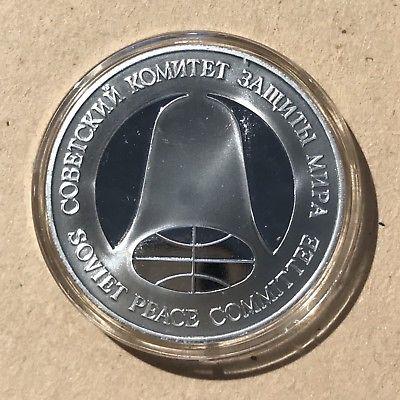 СОВЕТСКИЙ КОМИТЕТ ЗАЩИТЫ МИРА
SOVIET PEACE COMMITTEE